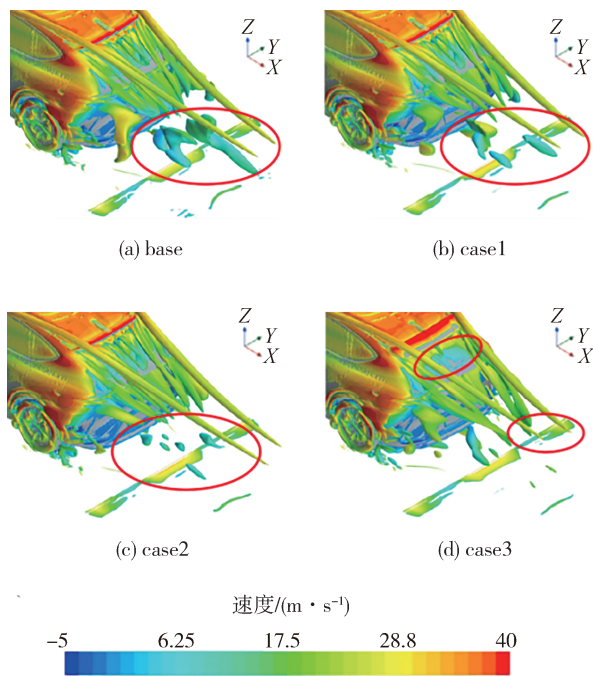 Z
Y
X
Z
Y
X
(a) base
(b) case1
Z
Y
X
Z
Y
X
(c) case2
(d) case3
速度/(m·s⁻¹)
-5 6.25 17.5 28.8 40